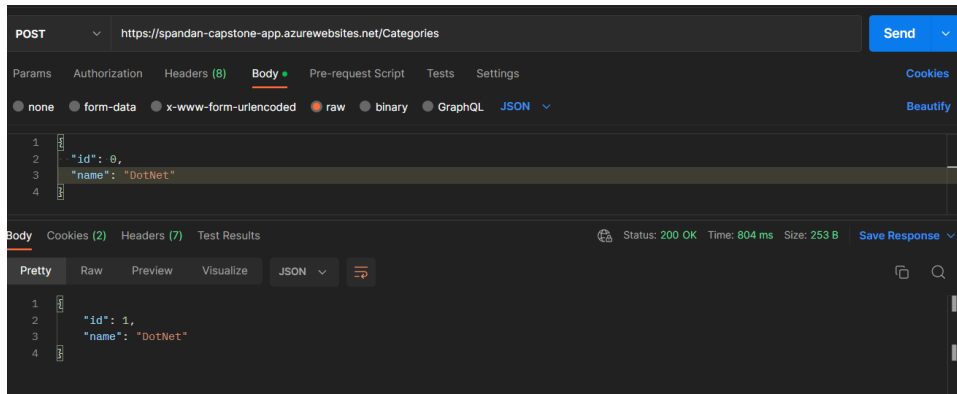 POST https://spandan-capstone-app.azurewebsites.net/Categories Send
Params Authorization Headers (8) Body Pre-request Script Tests Settings Cookies
none form-data x-www-form-urlencoded raw binary GraphQL JSON Beautify
1 {
2 "id": 0,
3 "name": "DotNet"
4 }
Body Cookies (2) Headers (7) Test Results Status: 200 OK Time: 804 ms Size: 253 B Save Response
Pretty Raw Preview Visualize JSON
1 {
2 "id": 1,
3 "name": "DotNet"
4 }